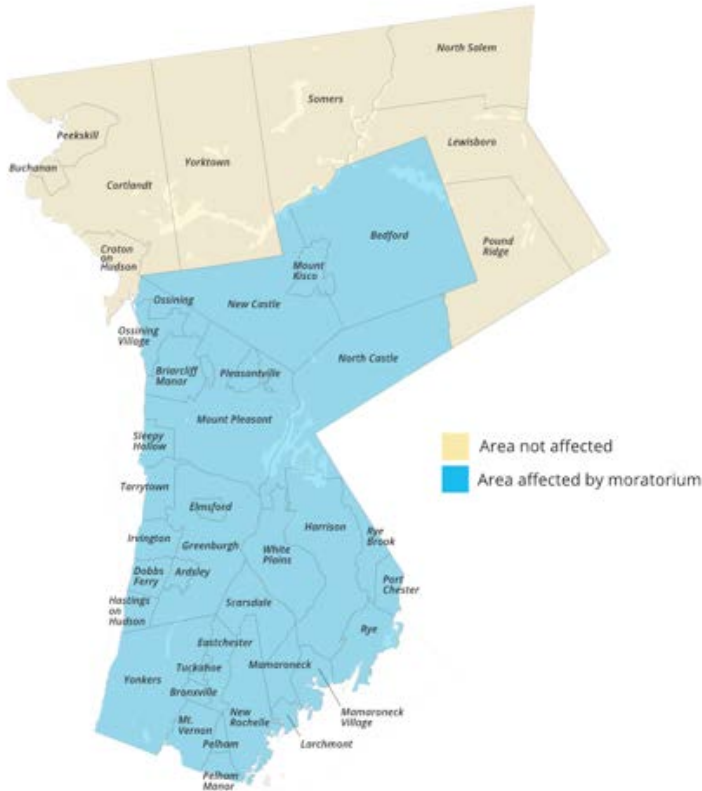 North Salem
Somers
Peekskill
Lewisboro
Buchanan
Yorktown
Cortlandt
Bedford
Pound
Ridge
Croton
on
Hudson
Mount
Kisco
Ossining
New Castle
Ossining
Village
North Castle
Briarcliff
Manor
Pleasantville
Mount Pleasant
Sleepy
Hollow
Area not affected
Area affected by moratorium
Tarrytown
Elmsford
Harrison
Rye
Brook
Irvington
Greenburgh
White
Plains
Dobbs
Ferry
Ardsley
Port
Chester
Hastings
on
Hudson
Scarsdale
Rye
Eastchester
Tuckahoe
Mamaroneck
Yonkers
Bronxville
Mt.
Vernon
New
Rochelle
Mamaroneck
Village
Pelham
Larchmont
Pelham
Manor